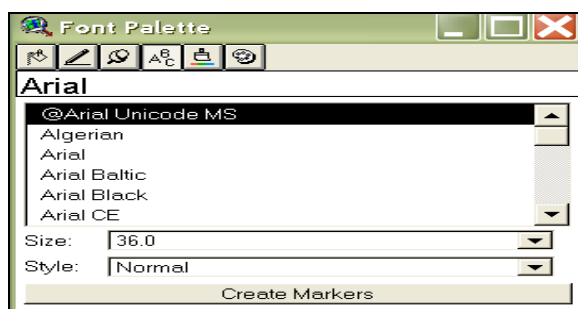 Font Palette
ABC
Arial
@Arial Unicode MS
Algerian
Arial
Arial Baltic
Arial Black
Arial CE
Size: 36.0
Style: Normal
Create Markers